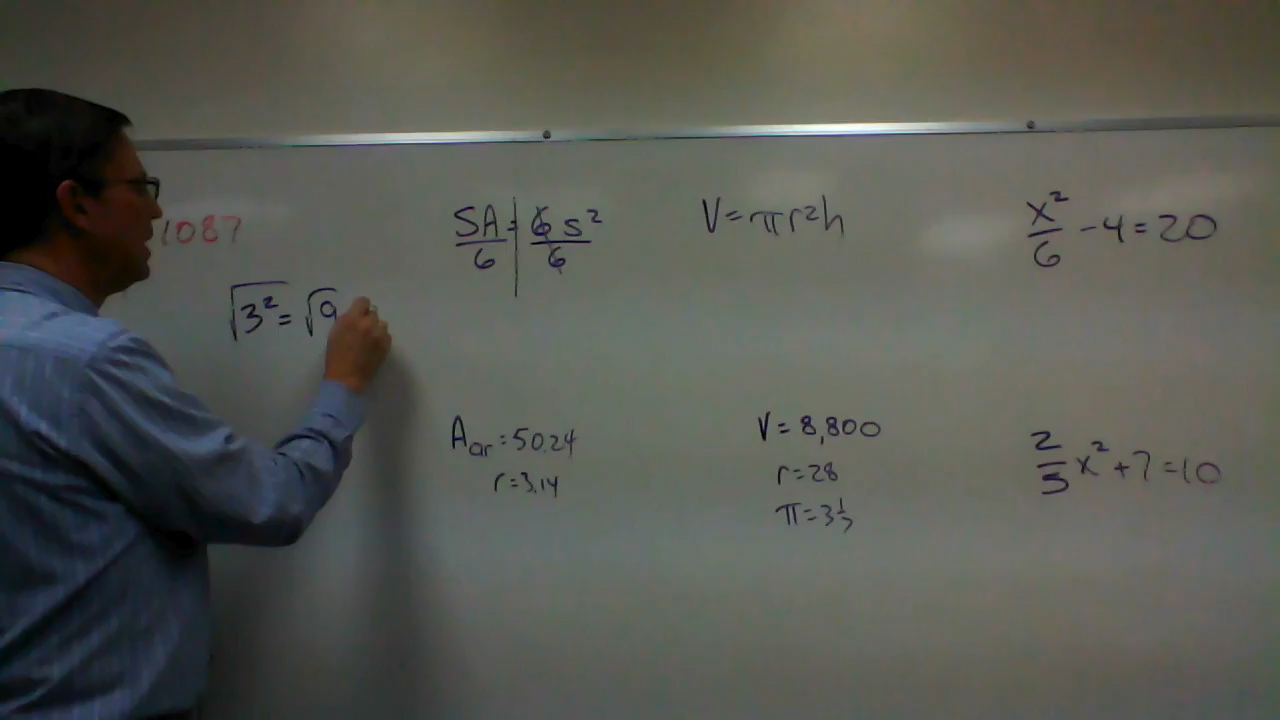 1087
√3² = √9
SA/6 = 6s²/6
V = πr²h
x²/6 - 4 = 20
A⊙r = 50.24
r = 3.14
V = 8,800
r = 28
π = 3 1/7
2/5 x² + 7 = 10